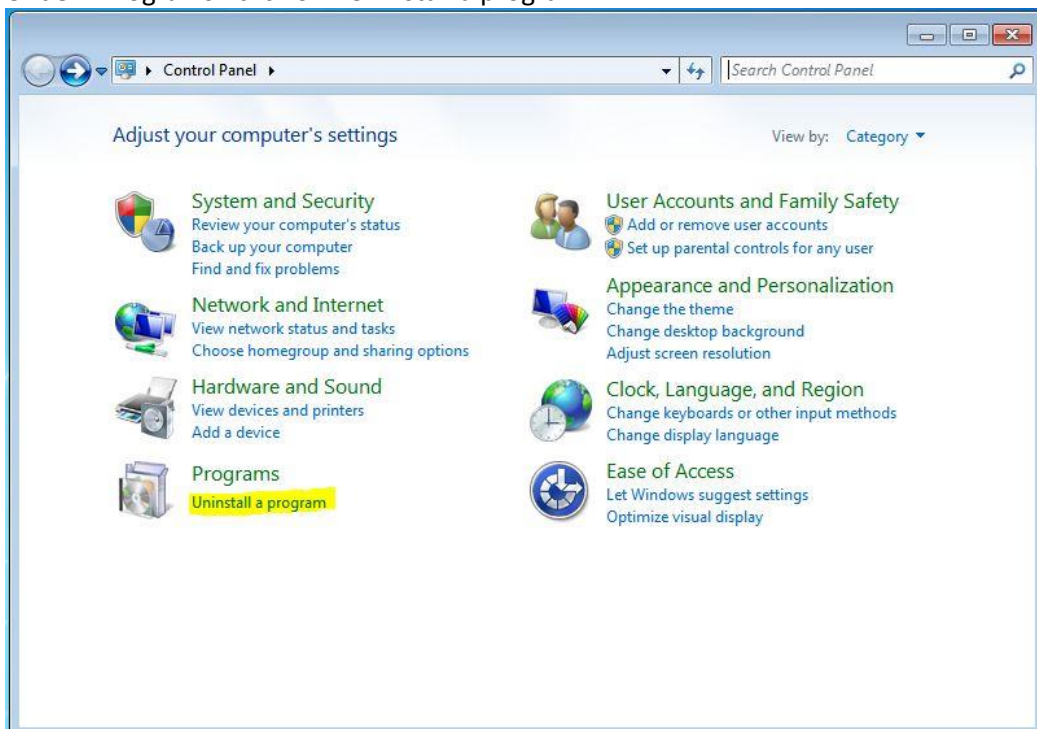 Control Panel
Search Control Panel
Adjust your computer's settings
View by: Category
System and Security
Review your computer's status
Back up your computer
Find and fix problems
Network and Internet
View network status and tasks
Choose homegroup and sharing options
Hardware and Sound
View devices and printers
Add a device
Programs
Uninstall a program
User Accounts and Family Safety
Add or remove user accounts
Set up parental controls for any user
Appearance and Personalization
Change the theme
Change desktop background
Adjust screen resolution
Clock, Language, and Region
Change keyboards or other input methods
Change display language
Ease of Access
Let Windows suggest settings
Optimize visual display